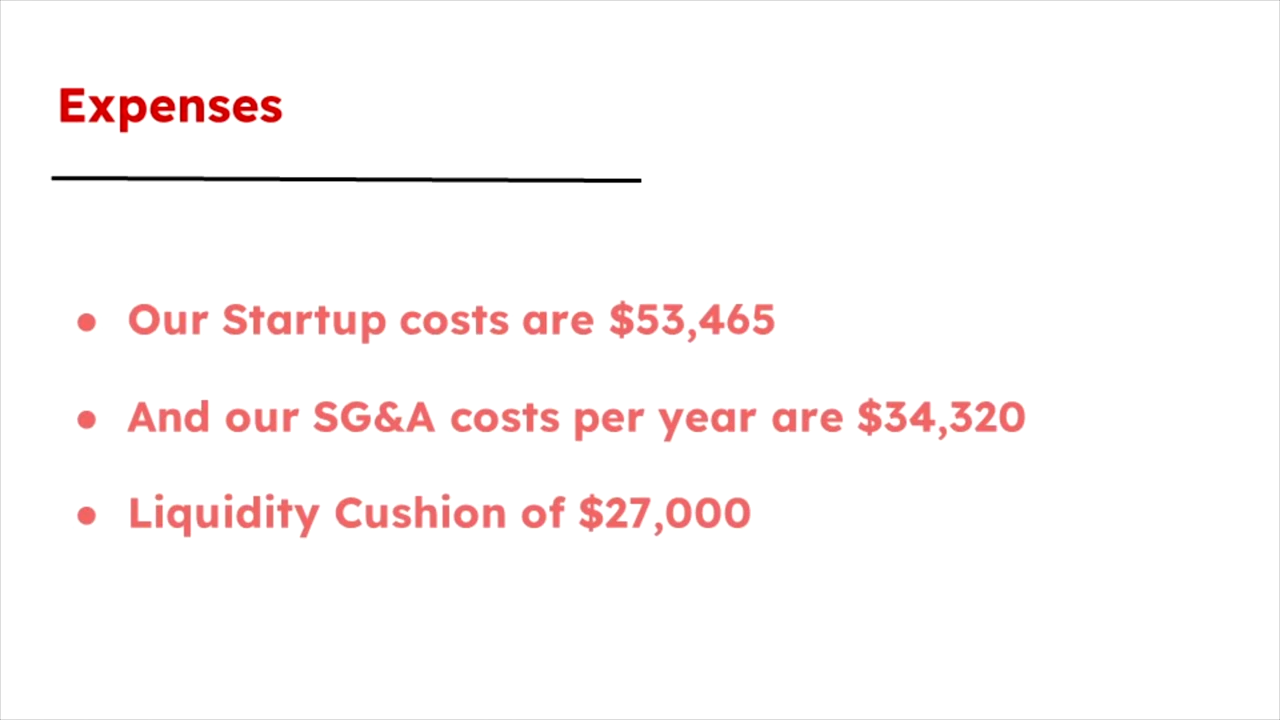 Expenses
● Our Startup costs are $53,465
● And our SG&A costs per year are $34,320
● Liquidity Cushion of $27,000